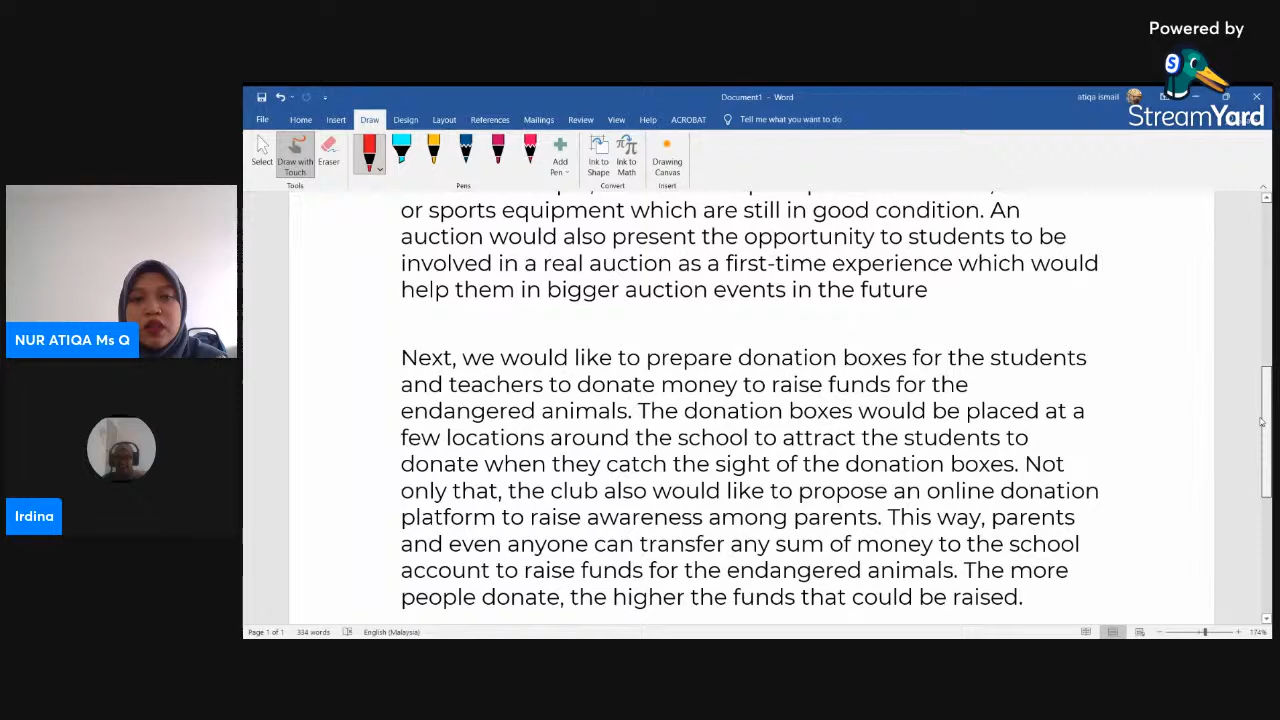 Powered by
StreamYard
Document1 - Word
atiqa ismail
File Home Insert Draw Design Layout References Mailings Review View Help ACROBAT Tell me what you want to do
Select Draw with Touch Eraser Add Pen Ink to Shape Ink to Math Drawing Canvas
Tools Pens Convert Insert
or sports equipment which are still in good condition. An
auction would also present the opportunity to students to be
involved in a real auction as a first-time experience which would
help them in bigger auction events in the future
Next, we would like to prepare donation boxes for the students
and teachers to donate money to raise funds for the
endangered animals. The donation boxes would be placed at a
few locations around the school to attract the students to
donate when they catch the sight of the donation boxes. Not
only that, the club also would like to propose an online donation
platform to raise awareness among parents. This way, parents
and even anyone can transfer any sum of money to the school
account to raise funds for the endangered animals. The more
people donate, the higher the funds that could be raised.
Page 1 of 1 334 words English (Malaysia) 174%
NUR ATIQA Ms Q
Irdina